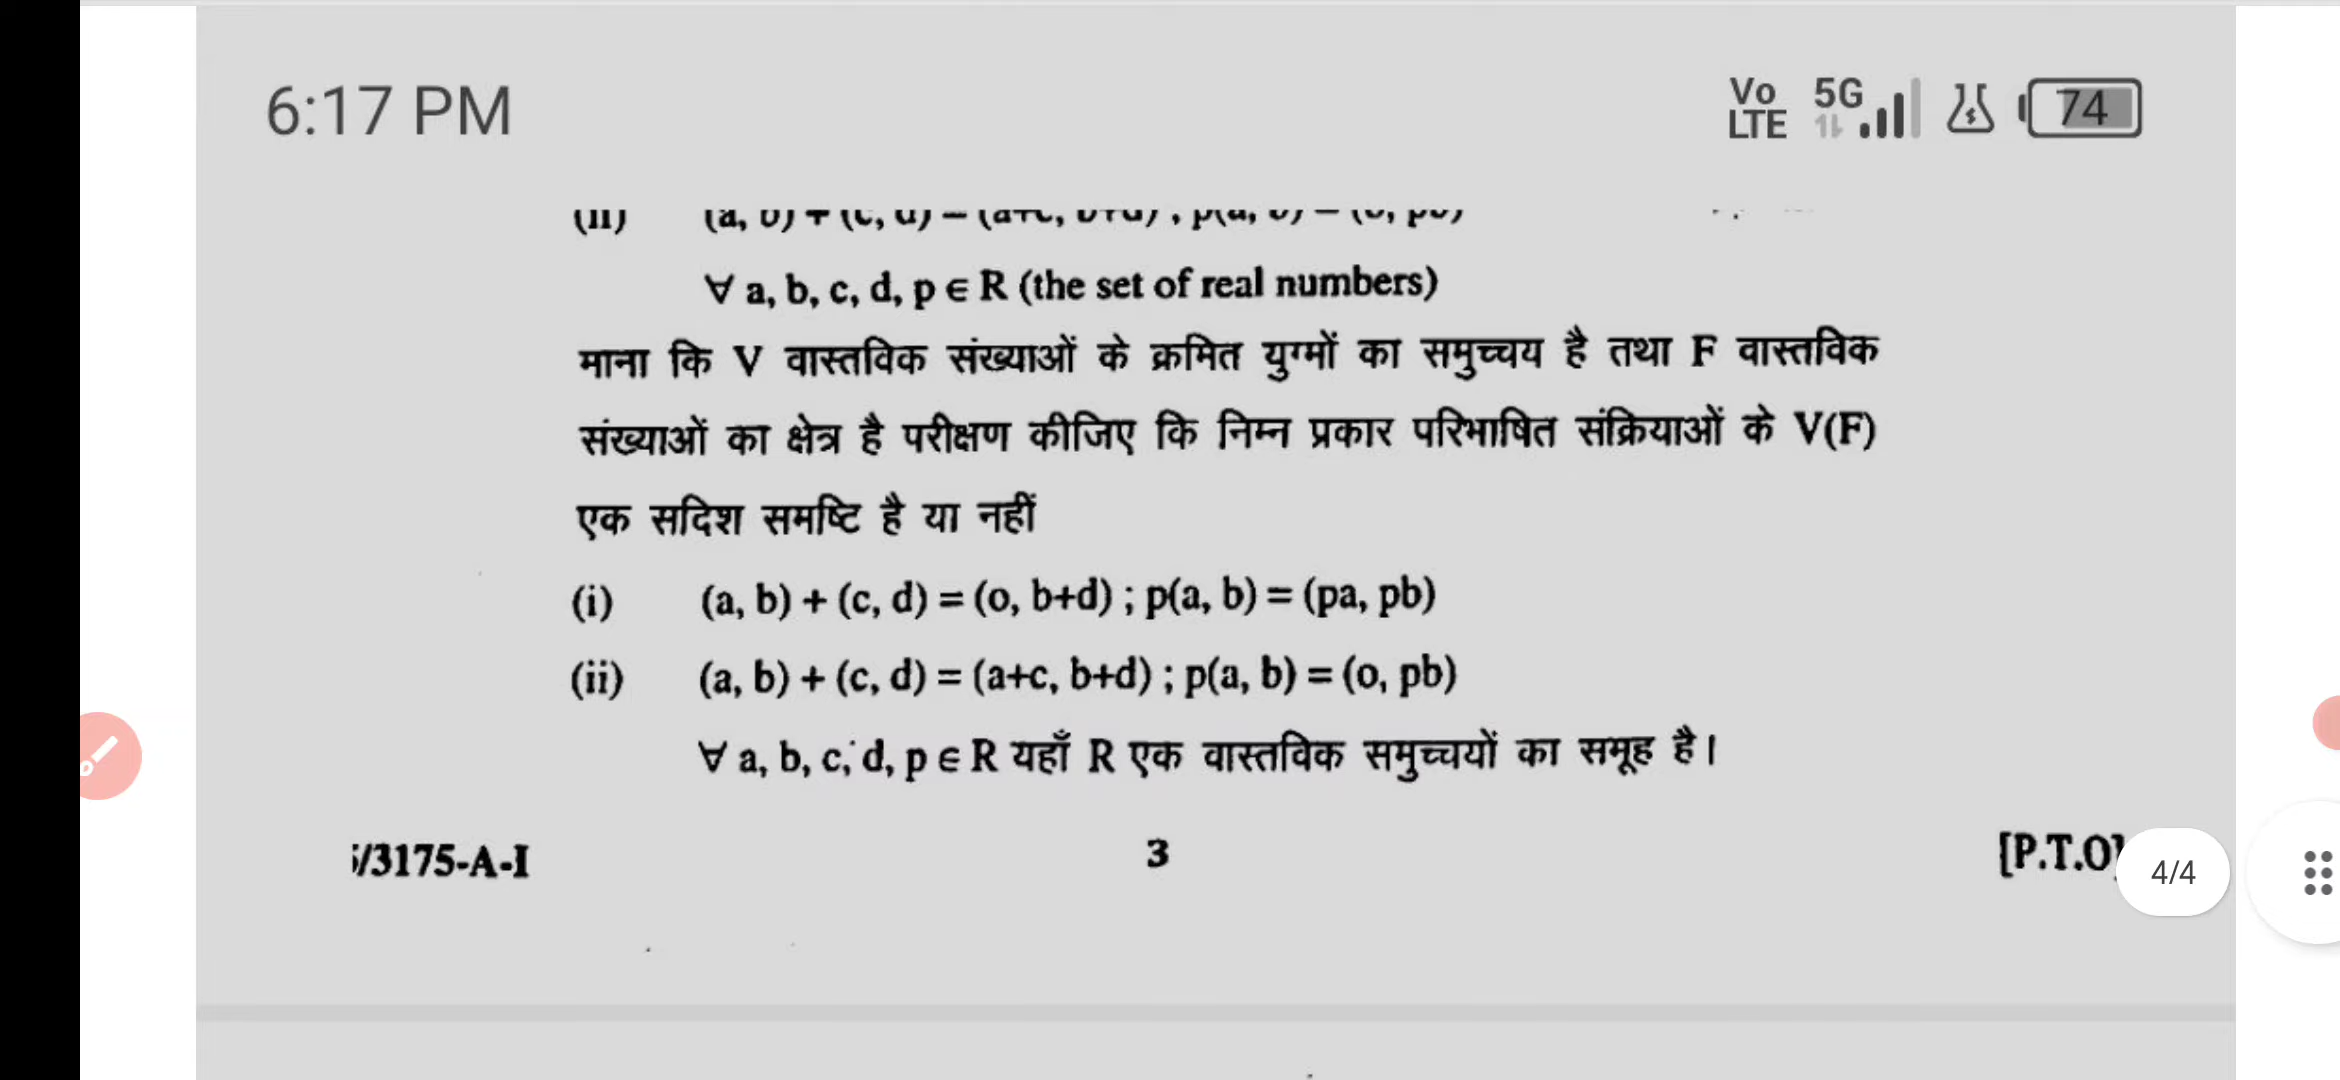 6:17 PM
Vo LTE 5G 74
(ii) (a, b) + (c, d) = (a+c, b+d) ; p(a, b) = (o, pb)
∀ a, b, c, d, p ∈ R (the set of real numbers)
माना कि V वास्तविक संख्याओं के क्रमित युग्मों का समुच्चय है तथा F वास्तविक
संख्याओं का क्षेत्र है परीक्षण कीजिए कि निम्न प्रकार परिभाषित संक्रियाओं के V(F)
एक सदिश समष्टि है या नहीं
(i) (a, b) + (c, d) = (o, b+d) ; p(a, b) = (pa, pb)
(ii) (a, b) + (c, d) = (a+c, b+d) ; p(a, b) = (o, pb)
∀ a, b, c, d, p ∈ R यहाँ R एक वास्तविक समुच्चयों का समूह है।
/3175-A-I 3 [P.T.O]
4/4